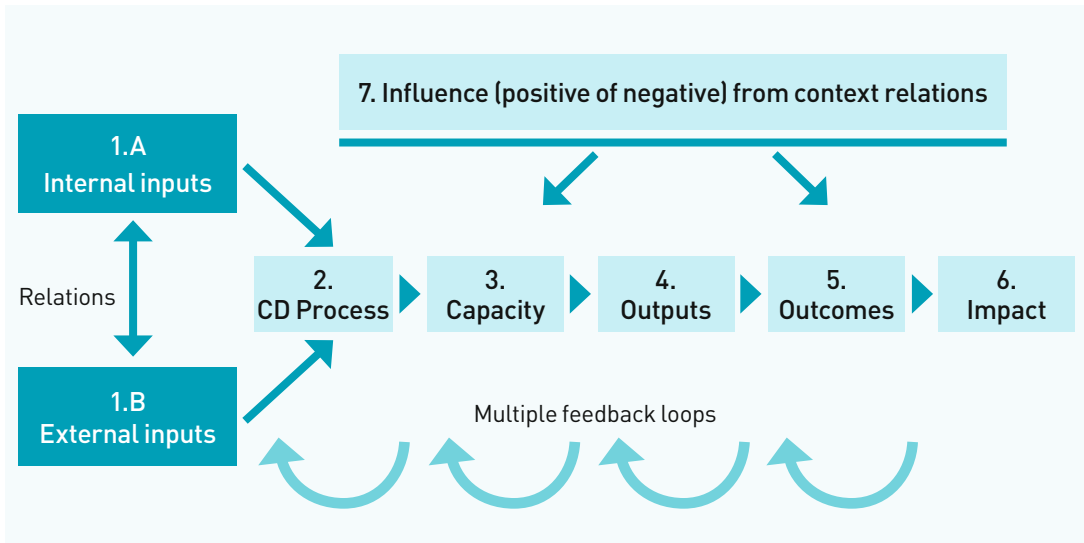 7. Influence (positive of negative) from context relations
1.A
Internal inputs
Relations
1.B
External inputs
2.
CD Process
3.
Capacity
4.
Outputs
5.
Outcomes
6.
Impact
Multiple feedback loops